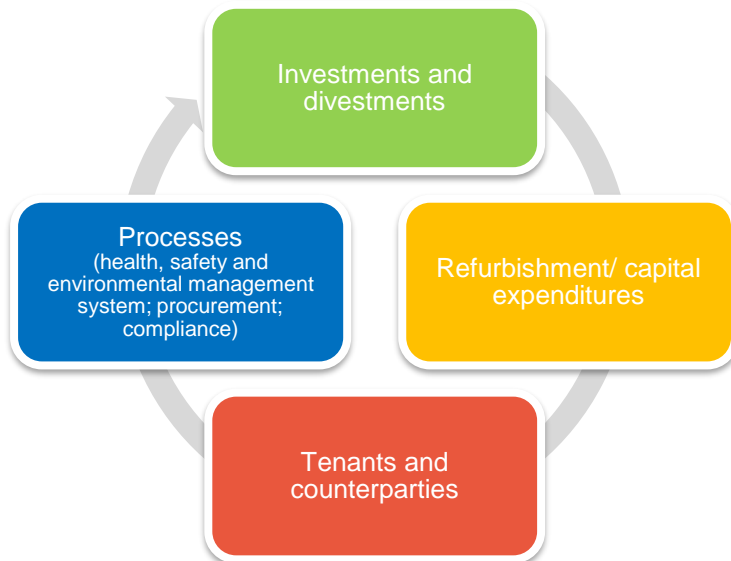 Investments and
divestments
Refurbishment/ capital
expenditures
Tenants and
counterparties
Processes
(health, safety and
environmental management
system; procurement;
compliance)